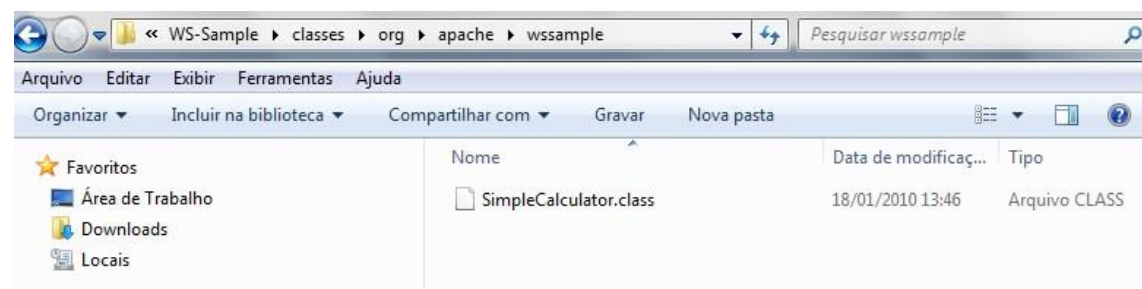 « WS-Sample ▸ classes ▸ org ▸ apache ▸ wssample
Pesquisar wssample
Arquivo Editar Exibir Ferramentas Ajuda
Organizar Incluir na biblioteca Compartilhar com Gravar Nova pasta
Favoritos
Área de Trabalho
Downloads
Locais
Nome Data de modificaç... Tipo
SimpleCalculator.class 18/01/2010 13:46 Arquivo CLASS